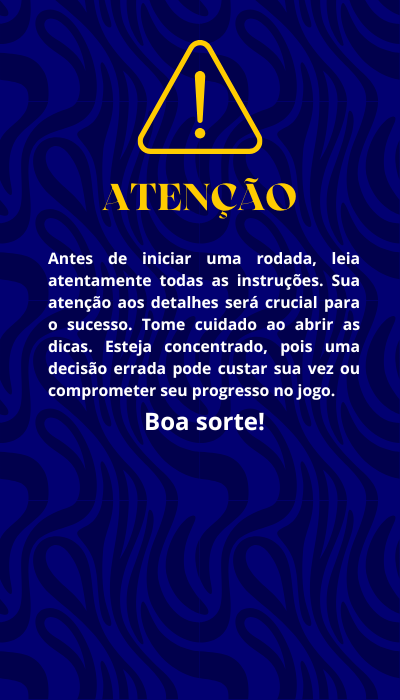 ATENÇÃO
Antes de iniciar uma rodada, leia
atentamente todas as instruções. Sua
atenção aos detalhes será crucial para
o sucesso. Tome cuidado ao abrir as
dicas. Esteja concentrado, pois uma
decisão errada pode custar sua vez ou
comprometer seu progresso no jogo.
Boa sorte!